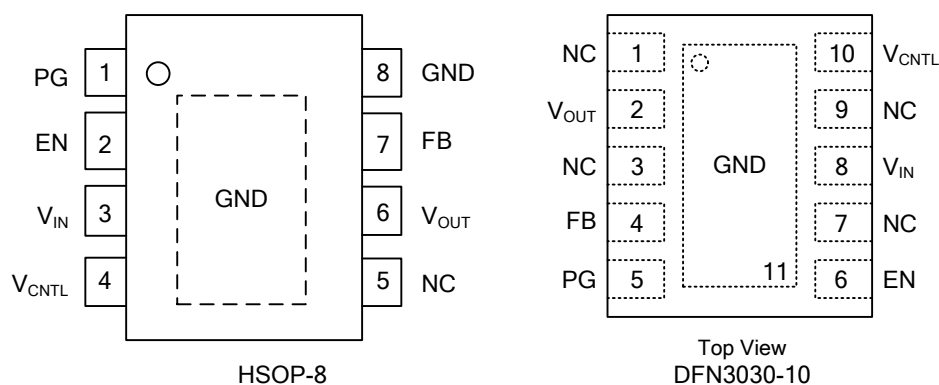 PG 1 8 GND
EN 2 7 FB
GND
V_IN 3 6 V_OUT
V_CNTL 4 5 NC
HSOP-8
NC 1 10 V_CNTL
V_OUT 2 9 NC
NC 3 GND 8 V_IN
FB 4 7 NC
PG 5 11 6 EN
Top View
DFN3030-10